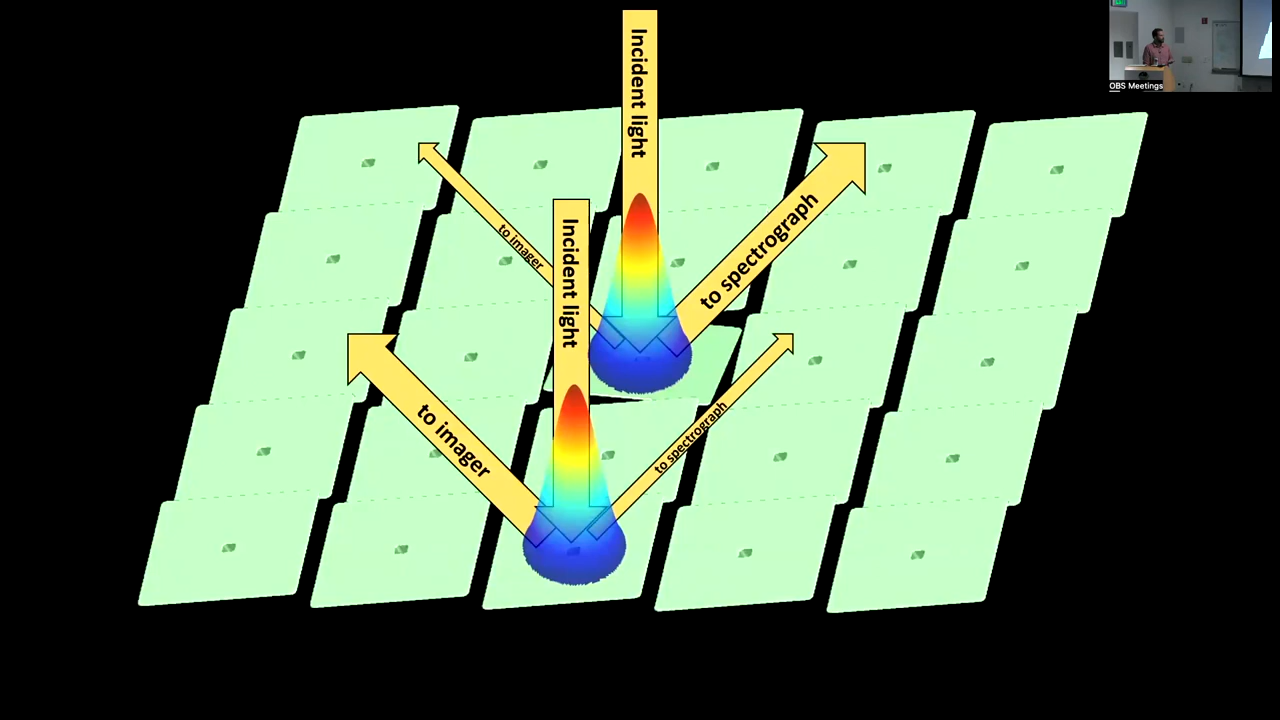 Incident light
Incident light
to imager
to spectrograph
to imager
to spectrograph
OBS Meetings